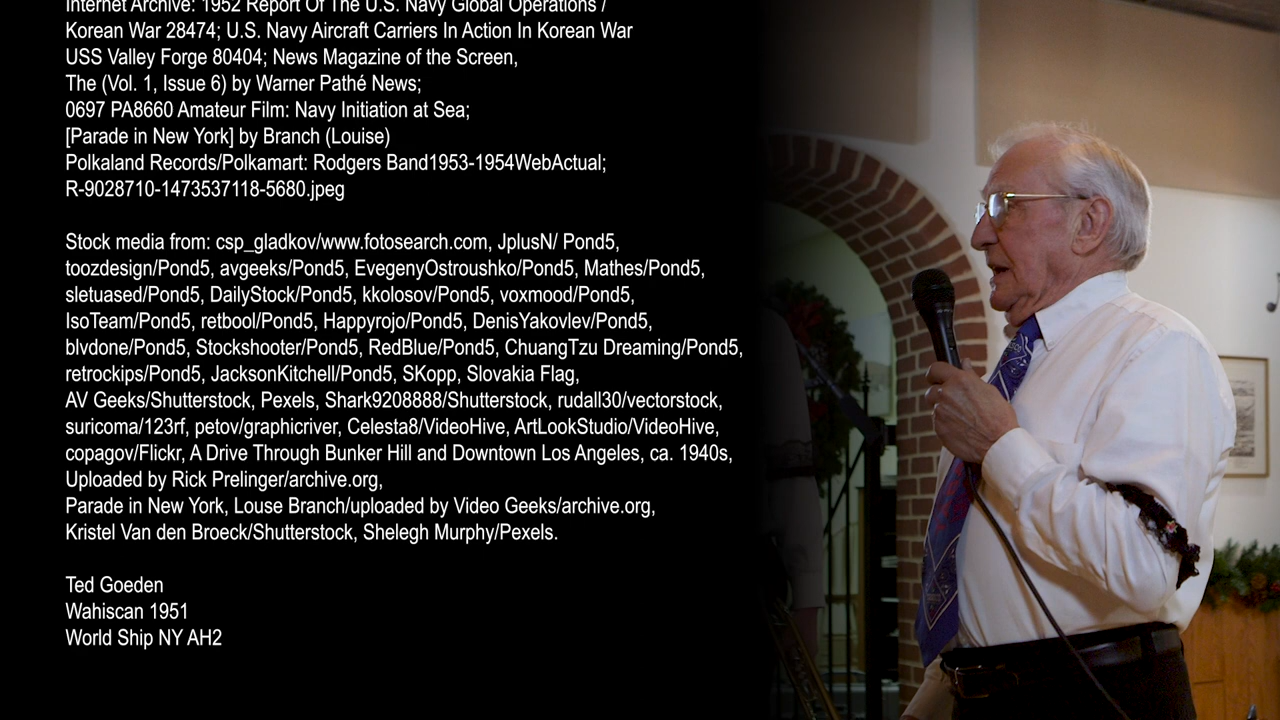 Internet Archive: 1952 Report Of The U.S. Navy Global Operations /
Korean War 28474; U.S. Navy Aircraft Carriers In Action In Korean War
USS Valley Forge 80404; News Magazine of the Screen,
The (Vol. 1, Issue 6) by Warner Pathé News;
0697 PA8660 Amateur Film: Navy Initiation at Sea;
[Parade in New York] by Branch (Louise)
Polkaland Records/Polkamart: Rodgers Band1953-1954WebActual;
R-9028710-1473537118-5680.jpeg
Stock media from: csp_gladkov/www.fotosearch.com, JplusN/ Pond5,
toozdesign/Pond5, avgeeks/Pond5, EvegenyOstroushko/Pond5, Mathes/Pond5,
sletuased/Pond5, DailyStock/Pond5, kkolosov/Pond5, voxmood/Pond5,
IsoTeam/Pond5, retbool/Pond5, Happyrojo/Pond5, DenisYakovlev/Pond5,
blvdone/Pond5, Stockshooter/Pond5, RedBlue/Pond5, ChuangTzu Dreaming/Pond5,
retrockips/Pond5, JacksonKitchell/Pond5, SKopp, Slovakia Flag,
AV Geeks/Shutterstock, Pexels, Shark9208888/Shutterstock, rudall30/vectorstock,
suricoma/123rf, petov/graphicriver, Celesta8/VideoHive, ArtLookStudio/VideoHive,
copagov/Flickr, A Drive Through Bunker Hill and Downtown Los Angeles, ca. 1940s,
Uploaded by Rick Prelinger/archive.org,
Parade in New York, Louse Branch/uploaded by Video Geeks/archive.org,
Kristel Van den Broeck/Shutterstock, Shelegh Murphy/Pexels.
Ted Goeden
Wahiscan 1951
World Ship NY AH2